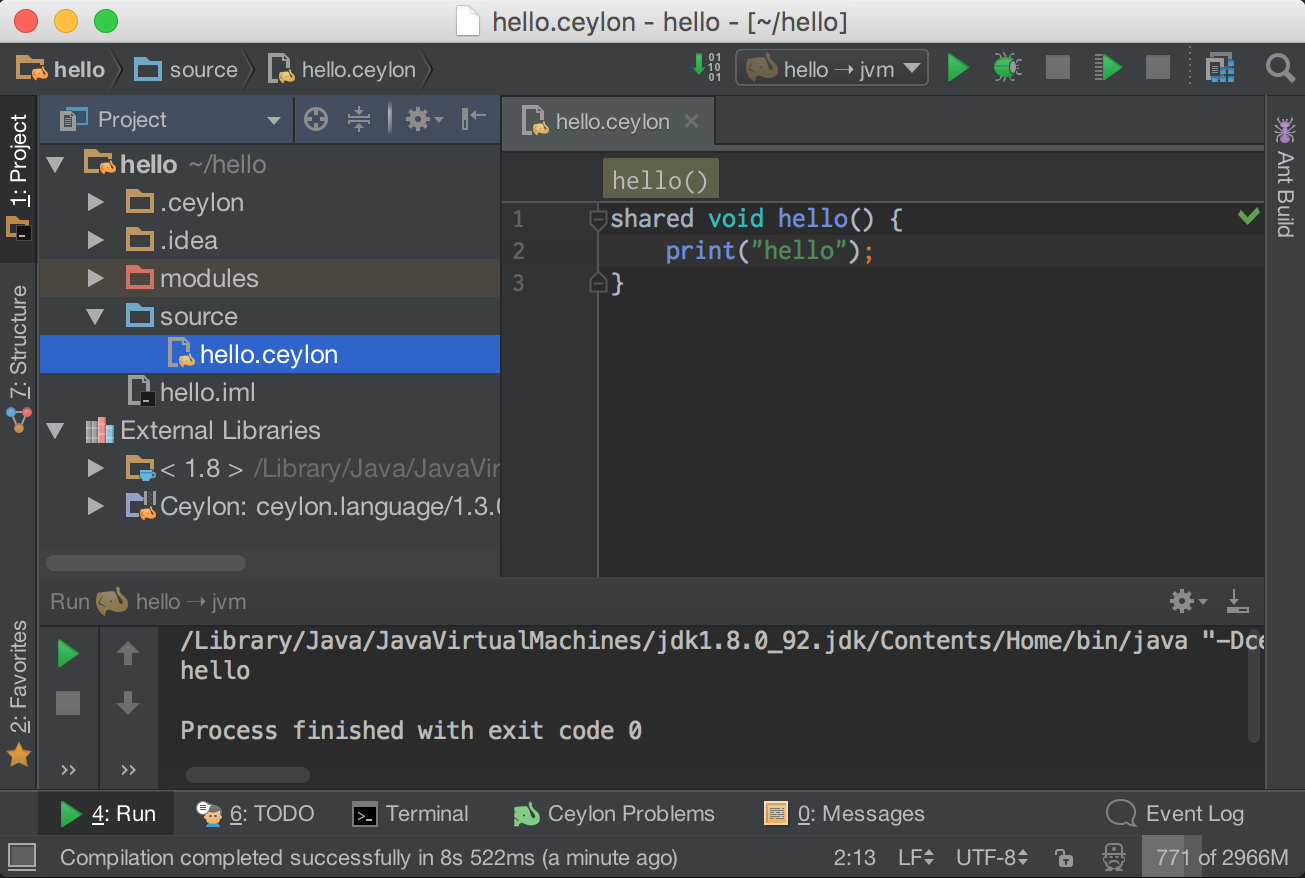 hello.ceylon - hello - [~/hello]
hello source hello.ceylon
01
10
01
hello → jvm
1: Project
7: Structure
2: Favorites
Project
hello ~/hello
.ceylon
.idea
modules
source
hello.ceylon
hello.iml
External Libraries
< 1.8 > /Library/Java/JavaVir
Ceylon: ceylon.language/1.3.0
hello.ceylon
hello()
1 shared void hello() {
2 print("hello");
3 }
Ant Build
Run hello → jvm
/Library/Java/JavaVirtualMachines/jdk1.8.0_92.jdk/Contents/Home/bin/java "-Dce
hello
Process finished with exit code 0
4: Run 6: TODO Terminal Ceylon Problems 0: Messages Event Log
Compilation completed successfully in 8s 522ms (a minute ago) 2:13 LF UTF-8 771 of 2966M